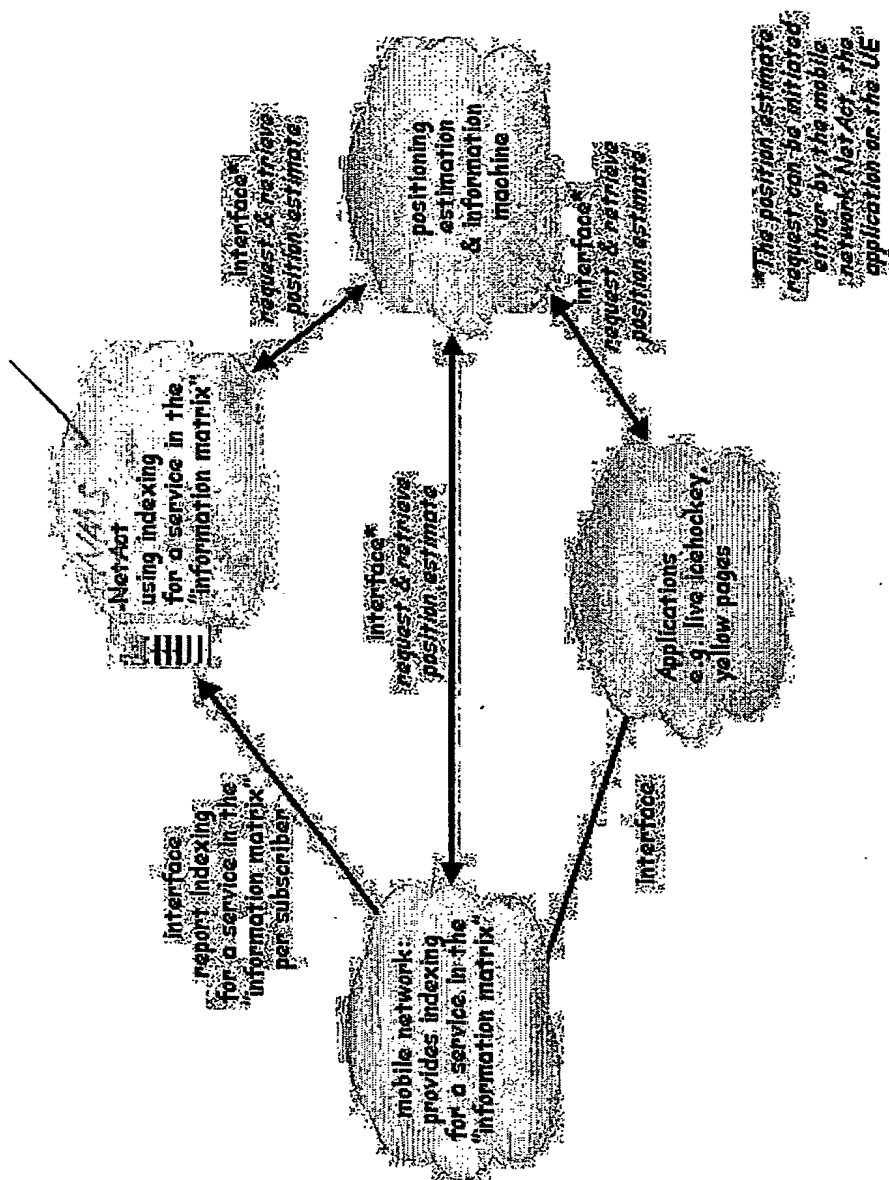 NetAct
using indexing
for a service in the
"information matrix"
interface
report indexing
for a service in the
"information matrix"
per subscriber
interface*
request & retrieve
position estimate
mobile network:
provides indexing
for a service in the
"information matrix"
interface*
request & retrieve
position estimate
positioning
estimation
& information
machine
interface
Applications
e.g. live icehockey,
yellow pages
interface*
request & retrieve
position estimate
*The position estimate
request can be initiated
either by the mobile
network, NetAct, the
application or the UE